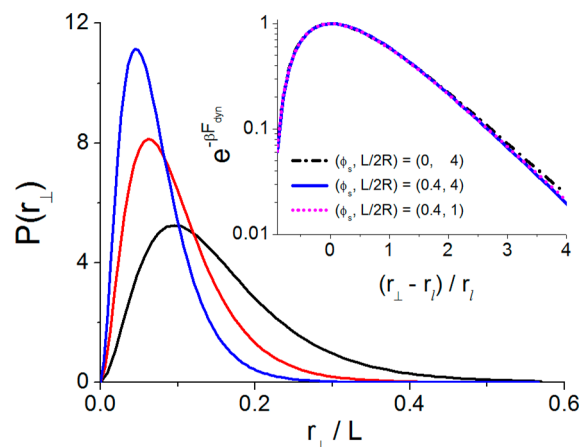 12
8
4
0
P(r⊥)
0.0 0.2 0.4 0.6
r⊥ / L
1
0.1
0.01
e^-βF_dyn
(ϕs, L/2R) = (0, 4)
(ϕs, L/2R) = (0.4, 4)
(ϕs, L/2R) = (0.4, 1)
0 1 2 3 4
(r⊥ - rl) / rl